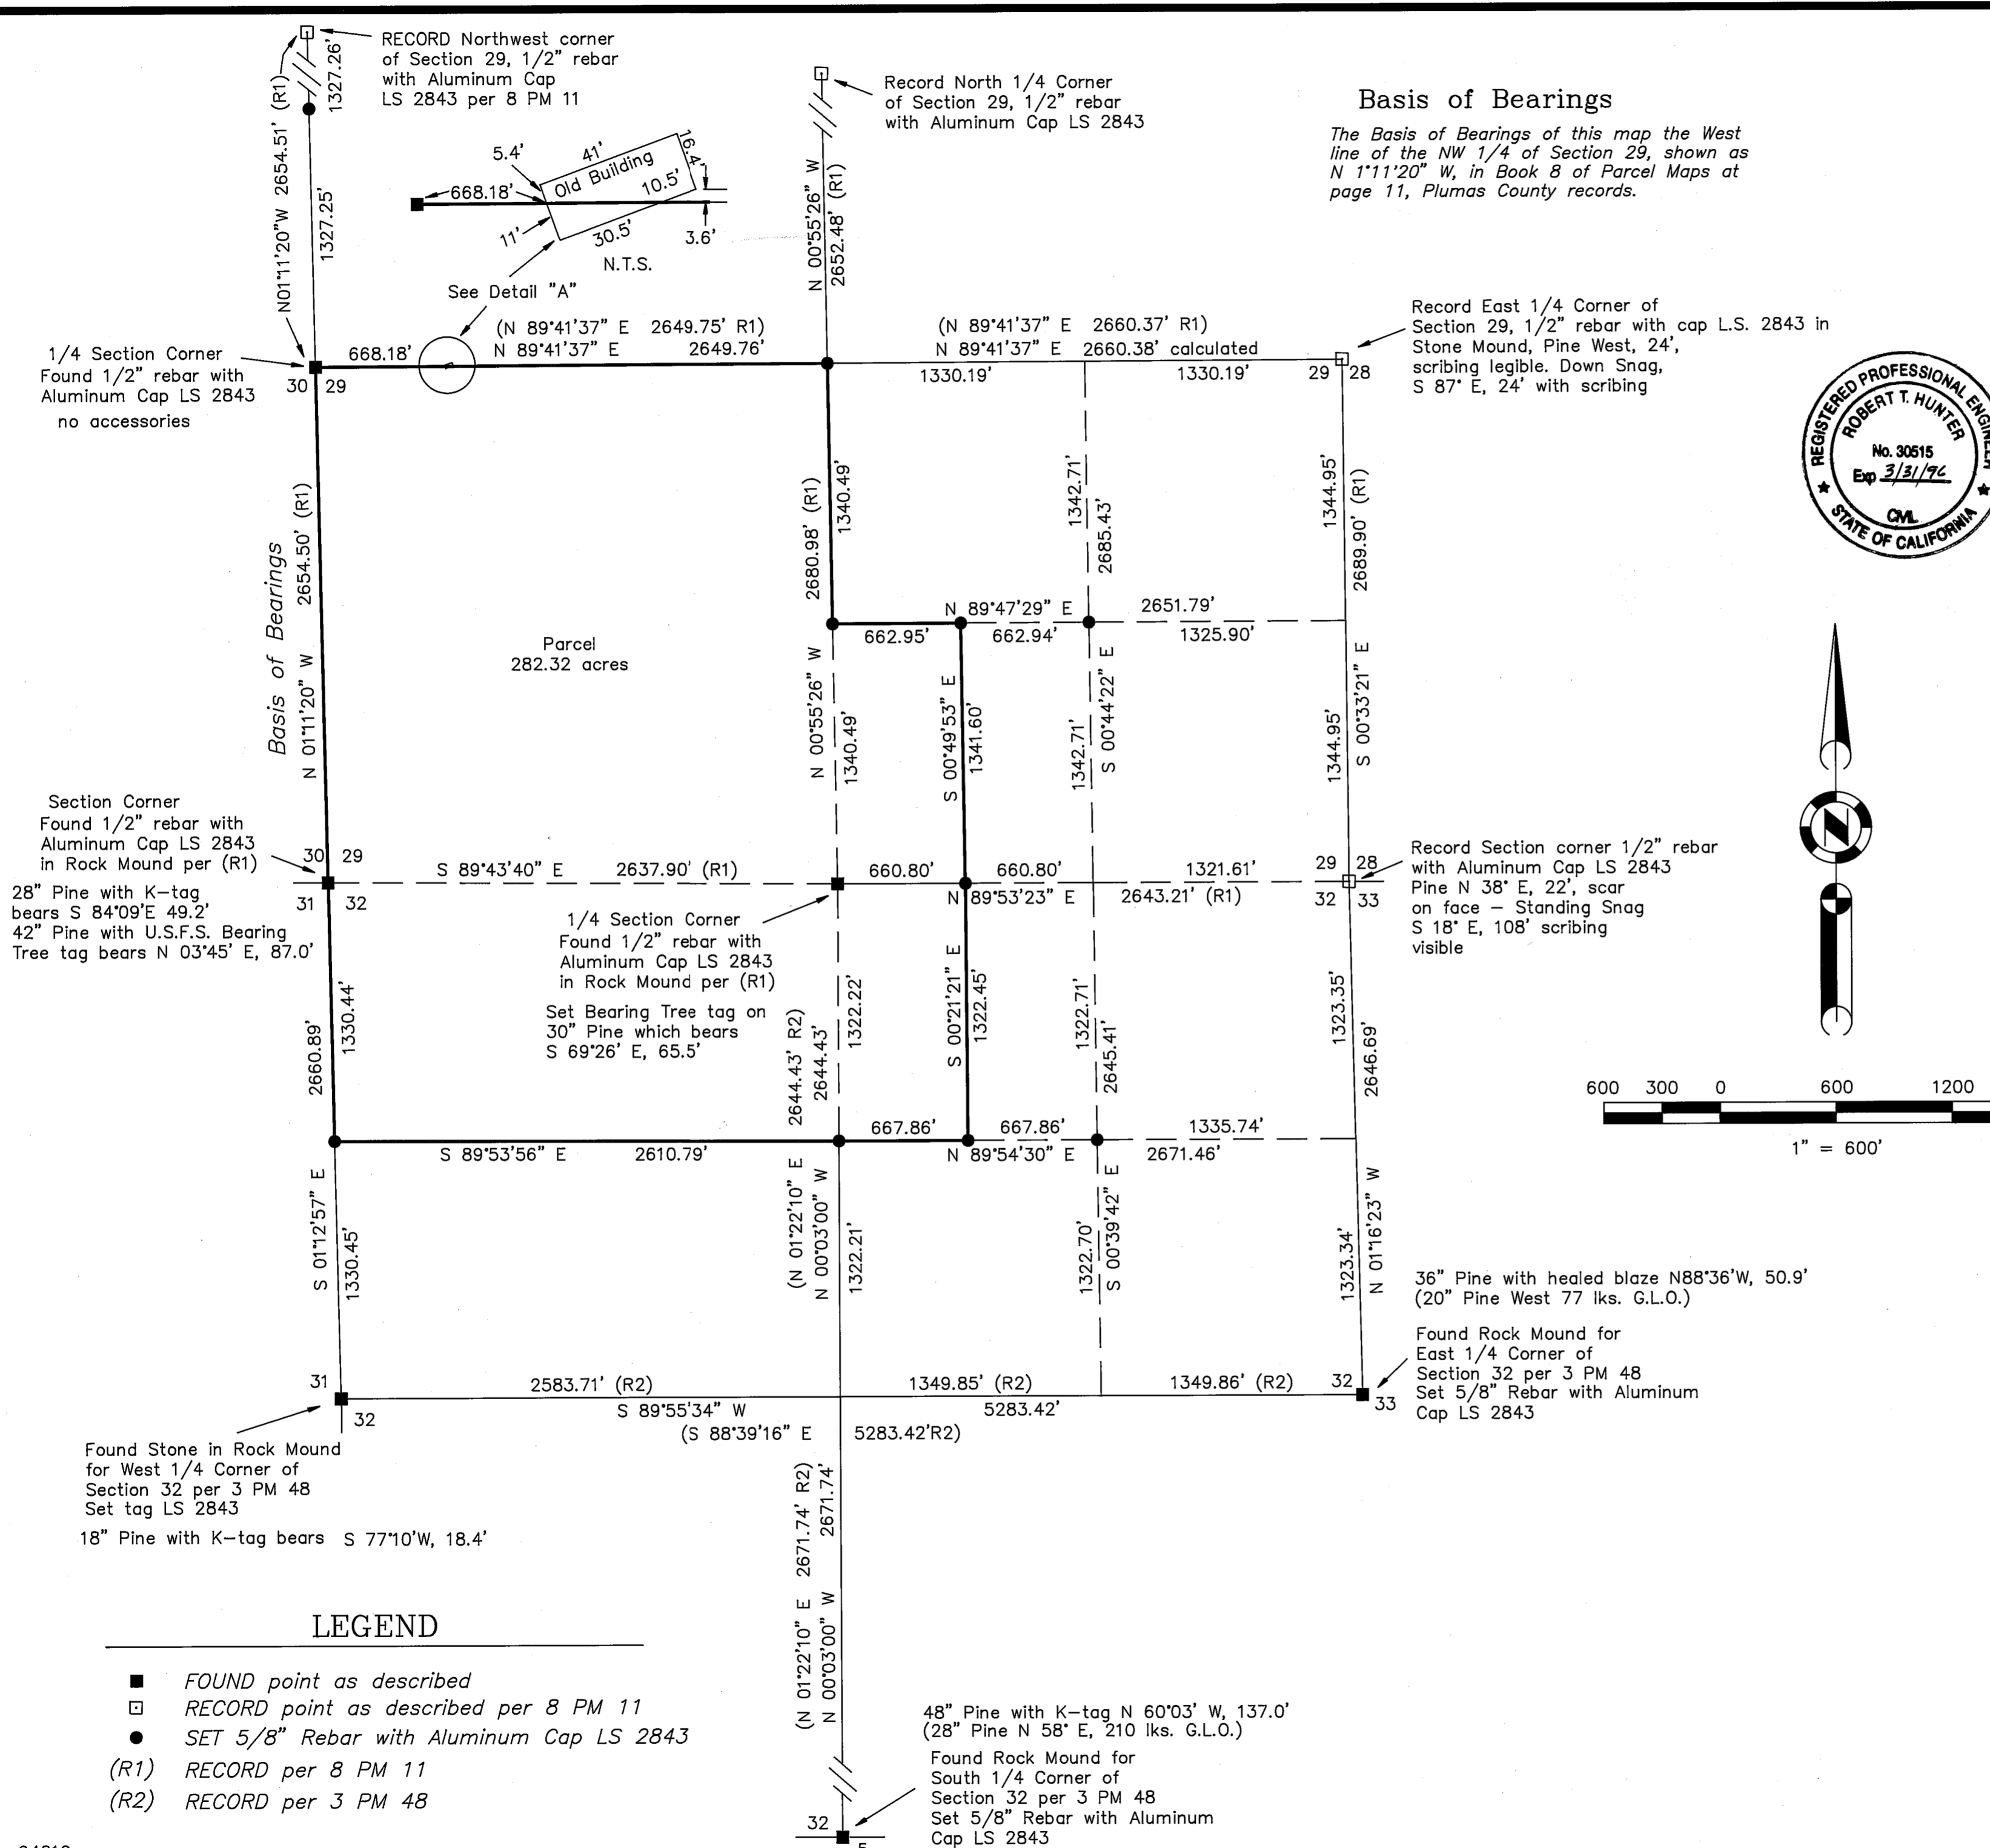 RECORD Northwest corner
of Section 29, 1/2" rebar
with Aluminum Cap
LS 2843 per 8 PM 11
1327.26'
N01°11'20"W 2654.51' (R1)
1327.25'
Record North 1/4 Corner
of Section 29, 1/2" rebar
with Aluminum Cap LS 2843
N 00°55'26" W
2652.48' (R1)
Basis of Bearings
The Basis of Bearings of this map the West
line of the NW 1/4 of Section 29, shown as
N 1°11'20" W, in Book 8 of Parcel Maps at
page 11, Plumas County records.
5.4'
41'
16.4'
Old Building
668.18'
10.5'
11'
30.5'
3.6'
N.T.S.
See Detail "A"
1/4 Section Corner
Found 1/2" rebar with
Aluminum Cap LS 2843
no accessories
30 29
668.18'
(N 89°41'37" E 2649.75' R1)
N 89°41'37" E 2649.76'
(N 89°41'37" E 2660.37' R1)
N 89°41'37" E 2660.38' calculated
1330.19'
1330.19'
29 28
Record East 1/4 Corner of
Section 29, 1/2" rebar with cap L.S. 2843 in
Stone Mound, Pine West, 24',
scribing legible. Down Snag,
S 87° E, 24' with scribing
REGISTERED PROFESSIONAL ENGINEER
ROBERT T. HUNTER
No. 30515
Exp 3/31/96
CIVIL
STATE OF CALIFORNIA
Basis of Bearings
N 01°11'20" W 2654.50' (R1)
Parcel
282.32 acres
2680.98' (R1)
1340.49'
1342.71'
2685.43'
1344.95'
2689.90' (R1)
N 89°47'29" E 2651.79'
662.95'
662.94'
1325.90'
N 00°55'26" W
1340.49'
S 00°49'53" E
1341.60'
1342.71'
S 00°44'22" E
1344.95'
S 00°33'21" E
Section Corner
Found 1/2" rebar with
Aluminum Cap LS 2843
in Rock Mound per (R1)
28" Pine with K-tag
bears S 84°09'E 49.2'
42" Pine with U.S.F.S. Bearing
Tree tag bears N 03°45' E, 87.0'
30 29
31 32
S 89°43'40" E 2637.90' (R1)
660.80'
660.80'
1321.61'
N 89°53'23" E 2643.21' (R1)
29 28
32 33
Record Section corner 1/2" rebar
with Aluminum Cap LS 2843
Pine N 38° E, 22', scar
on face – Standing Snag
S 18° E, 108' scribing
visible
1/4 Section Corner
Found 1/2" rebar with
Aluminum Cap LS 2843
in Rock Mound per (R1)
Set Bearing Tree tag on
30" Pine which bears
S 69°26' E, 65.5'
2660.89'
1330.44'
2644.43' R2)
2644.43'
1322.22'
S 00°21'21" E
1322.45'
1322.71'
2645.41'
1323.35'
2646.69'
600 300 0 600 1200
1" = 600'
667.86'
667.86'
1335.74'
S 89°53'56" E 2610.79'
N 89°54'30" E 2671.46'
S 01°12'57" E
1330.45'
(N 01°22'10" E
N 00°03'00" W
1322.21'
1322.70'
S 00°39'42" E
1323.34'
N 01°16'23" W
36" Pine with healed blaze N88°36'W, 50.9'
(20" Pine West 77 lks. G.L.O.)
Found Rock Mound for
East 1/4 Corner of
Section 32 per 3 PM 48
Set 5/8" Rebar with Aluminum
Cap LS 2843
31
32
2583.71' (R2)
1349.85' (R2)
1349.86' (R2)
32
33
S 89°55'34" W 5283.42'
(S 88°39'16" E 5283.42'R2)
Found Stone in Rock Mound
for West 1/4 Corner of
Section 32 per 3 PM 48
Set tag LS 2843
18" Pine with K-tag bears S 77°10'W, 18.4'
(N 01°22'10" E 2671.74' R2)
N 00°03'00" W 2671.74'
LEGEND
FOUND point as described
RECORD point as described per 8 PM 11
SET 5/8" Rebar with Aluminum Cap LS 2843
(R1) RECORD per 8 PM 11
(R2) RECORD per 3 PM 48
48" Pine with K-tag N 60°03' W, 137.0'
(28" Pine N 58° E, 210 lks. G.L.O.)
Found Rock Mound for
South 1/4 Corner of
Section 32 per 3 PM 48
Set 5/8" Rebar with Aluminum
Cap LS 2843
32